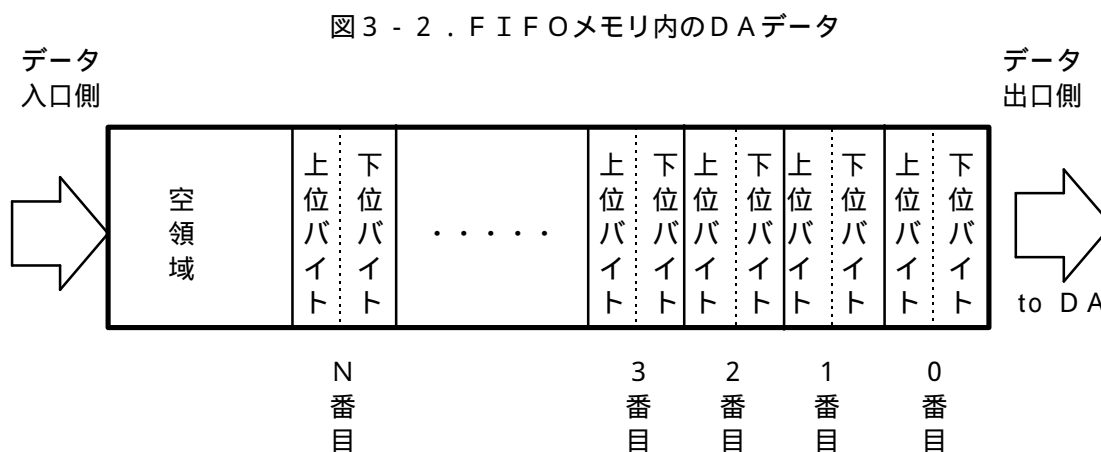 図３-２．ＦＩＦＯメモリ内のＤＡデータ
データ
入口側
データ
出口側
空領域
上位バイト
下位バイト
・・・・・
上位バイト
下位バイト
上位バイト
下位バイト
上位バイト
下位バイト
上位バイト
下位バイト
to DA
N番目
3番目
2番目
1番目
0番目